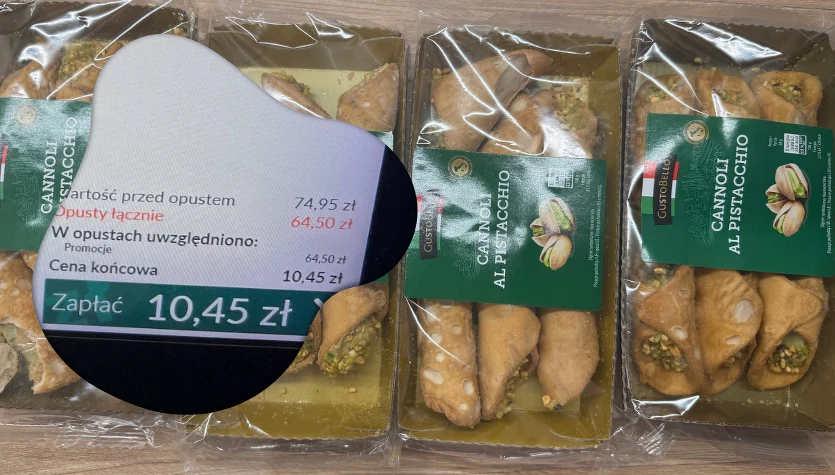 CANNOLI
PISTACCHIO
Wartość przed opustem 74,95 zł
Opusty łącznie 64,50 zł
W opustach uwzględniono:
Promocje 64,50 zł
Cena końcowa 10,45 zł
Zapłać 10,45 zł
GUSTOBELLO
CANNOLI
AL PISTACCHIO
GUSTOBELLO
CANNOLI
AL PISTACCHIO